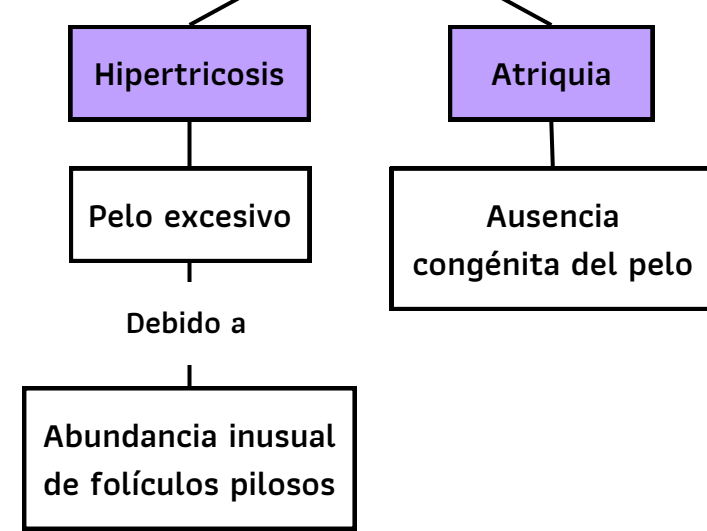 Hipertricosis
Atriquia
Pelo excesivo
Ausencia
congénita del pelo
Debido a
Abundancia inusual
de folículos pilosos